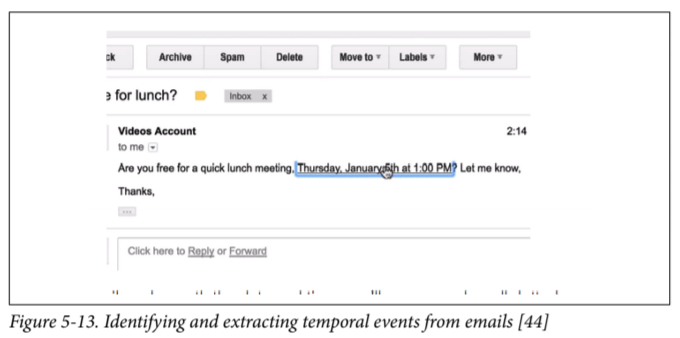 ck Archive Spam Delete Move to Labels More
e for lunch? Inbox x
Videos Account 2:14
to me
Are you free for a quick lunch meeting, Thursday, January 5th at 1:00 PM? Let me know,
Thanks,
...
Click here to Reply or Forward
Figure 5-13. Identifying and extracting temporal events from emails [44]